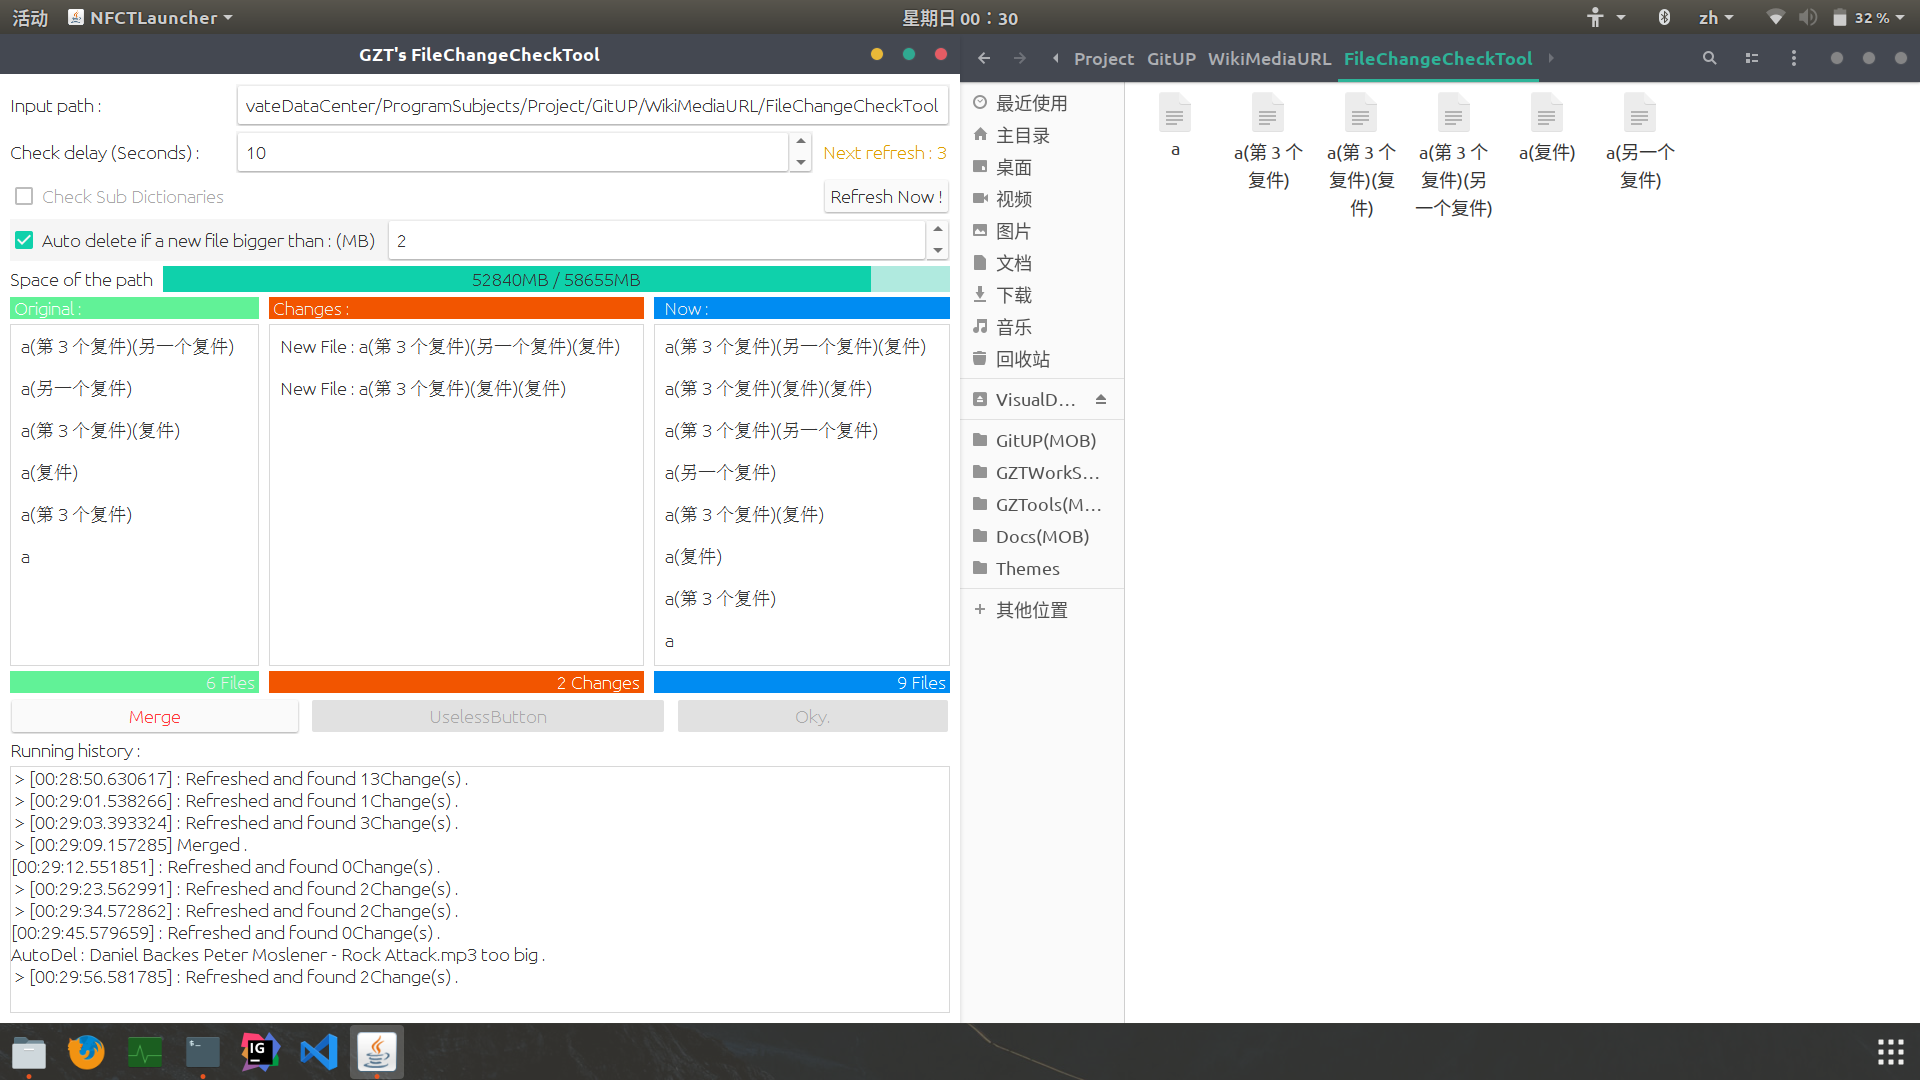 活动
NFCTLauncher
星期日 00：30
zh
32 %
GZT's FileChangeCheckTool
Input path :
vateDataCenter/ProgramSubjects/Project/GitUP/WikiMediaURL/FileChangeCheckTool
Check delay (Seconds) :
10
Next refresh : 3
Check Sub Dictionaries
Refresh Now !
Auto delete if a new file bigger than : (MB)
2
Space of the path
52840MB / 58655MB
Original :
a(第 3 个复件)(另一个复件)
a(另一个复件)
a(第 3 个复件)(复件)
a(复件)
a(第 3 个复件)
a
6 Files
Changes :
New File : a(第 3 个复件)(另一个复件)(复件)
New File : a(第 3 个复件)(复件)(复件)
2 Changes
Now :
a(第 3 个复件)(另一个复件)(复件)
a(第 3 个复件)(复件)(复件)
a(第 3 个复件)(另一个复件)
a(另一个复件)
a(第 3 个复件)(复件)
a(复件)
a(第 3 个复件)
a
9 Files
Merge
UselessButton
Oky.
Running history :
> [00:28:50.630617] : Refreshed and found 13Change(s) .
> [00:29:01.538266] : Refreshed and found 1Change(s) .
> [00:29:03.393324] : Refreshed and found 3Change(s) .
> [00:29:09.157285] Merged .
[00:29:12.551851] : Refreshed and found 0Change(s) .
> [00:29:23.562991] : Refreshed and found 2Change(s) .
> [00:29:34.572862] : Refreshed and found 2Change(s) .
[00:29:45.579659] : Refreshed and found 0Change(s) .
AutoDel : Daniel Backes Peter Moslener - Rock Attack.mp3 too big .
> [00:29:56.581785] : Refreshed and found 2Change(s) .
Project
GitUP
WikiMediaURL
FileChangeCheckTool
最近使用
主目录
桌面
视频
图片
文档
下载
音乐
回收站
VisualD…
GitUP(MOB)
GZTWorkS…
GZTools(M…
Docs(MOB)
Themes
其他位置
a
a(第 3 个
复件)
a(第 3 个
复件)(复
件)
a(第 3 个
复件)(另
一个复件)
a(复件)
a(另一个
复件)
IG